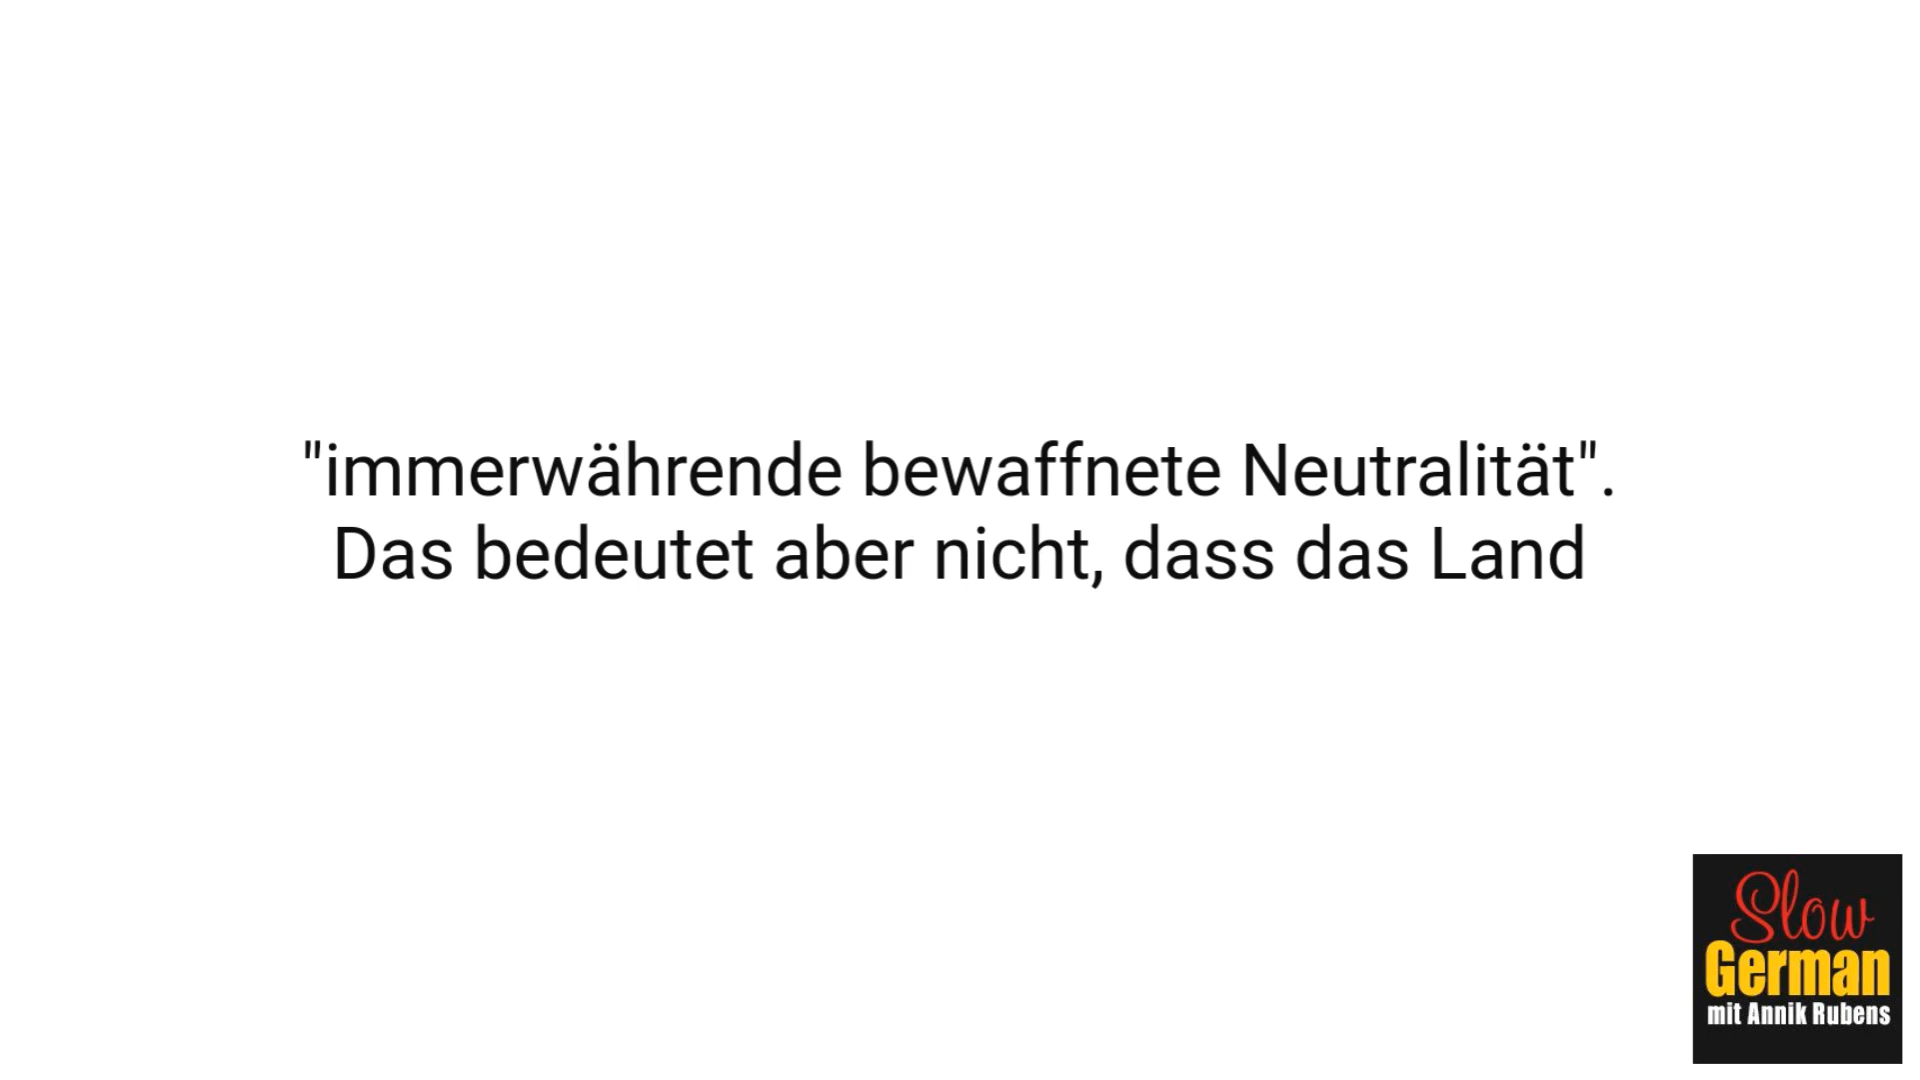 "immerwährende bewaffnete Neutralität".
Das bedeutet aber nicht, dass das Land
Slow
German
mit Annik Rubens